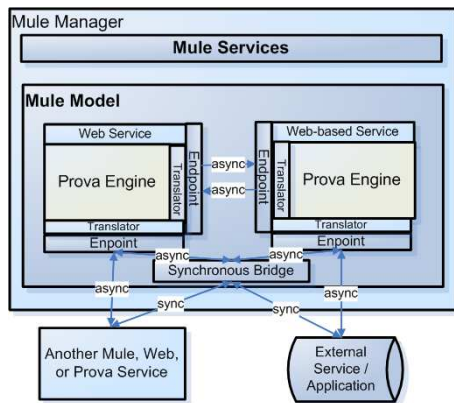 Mule Manager
Mule Services
Mule Model
Web Service
Prova Engine
Translator
Endpoint
Translator
Enpoint
async
async
Web-based Service
Endpoint
Translator
Prova Engine
Translator
Enpoint
async
async
Synchronous Bridge
async
sync
sync
async
Another Mule, Web,
or Prova Service
External
Service /
Application